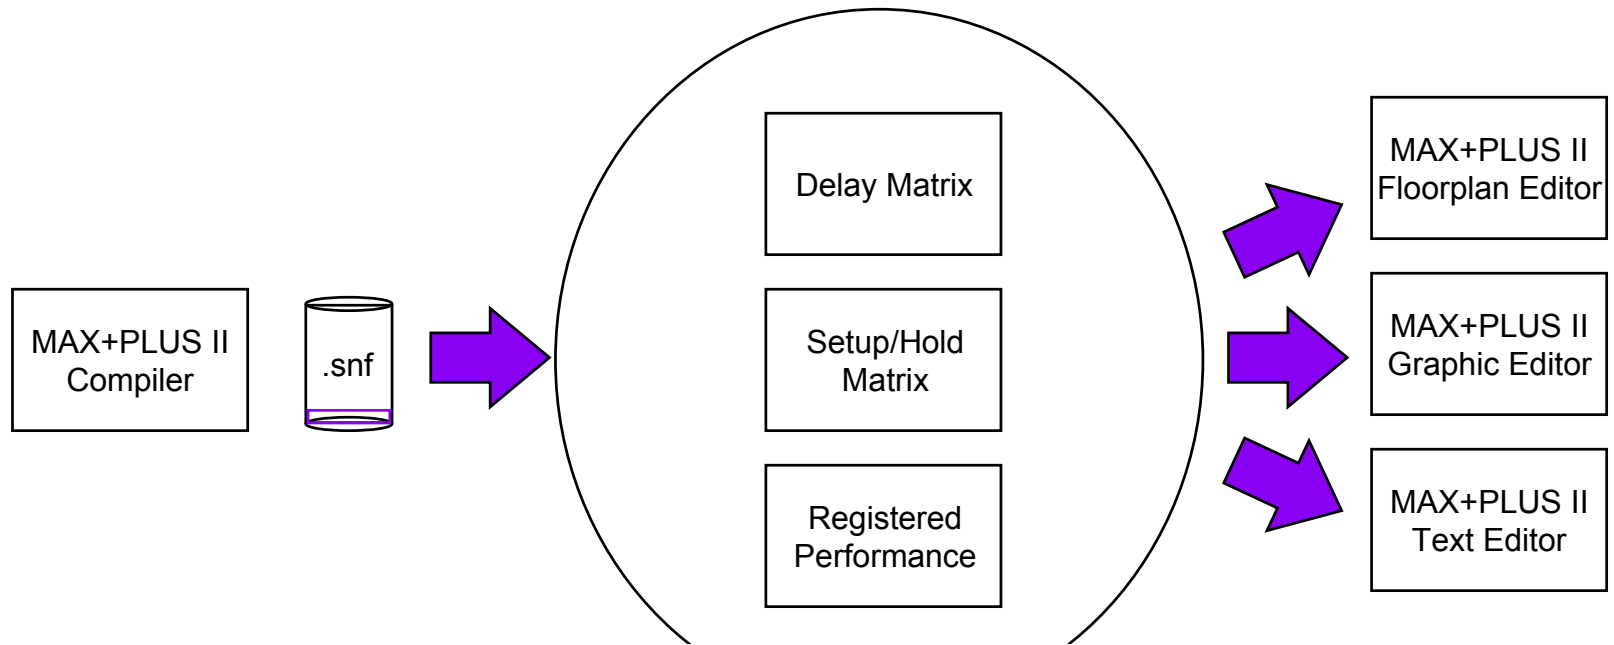 MAX+PLUS II
Compiler
.snf
Delay Matrix
Setup/Hold
Matrix
Registered
Performance
MAX+PLUS II
Floorplan Editor
MAX+PLUS II
Graphic Editor
MAX+PLUS II
Text Editor